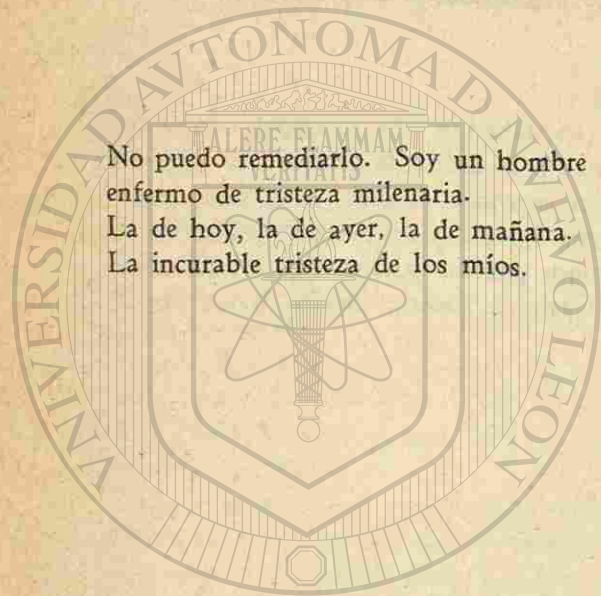 UNIVERSIDAD AUTONOMA D NUEVO LEON
ALERE FLAMMAM
VERITATIS
No puedo remediarlo. Soy un hombre
enfermo de tristeza milenaria.
La de hoy, la de ayer, la de mañana.
La incurable tristeza de los míos.